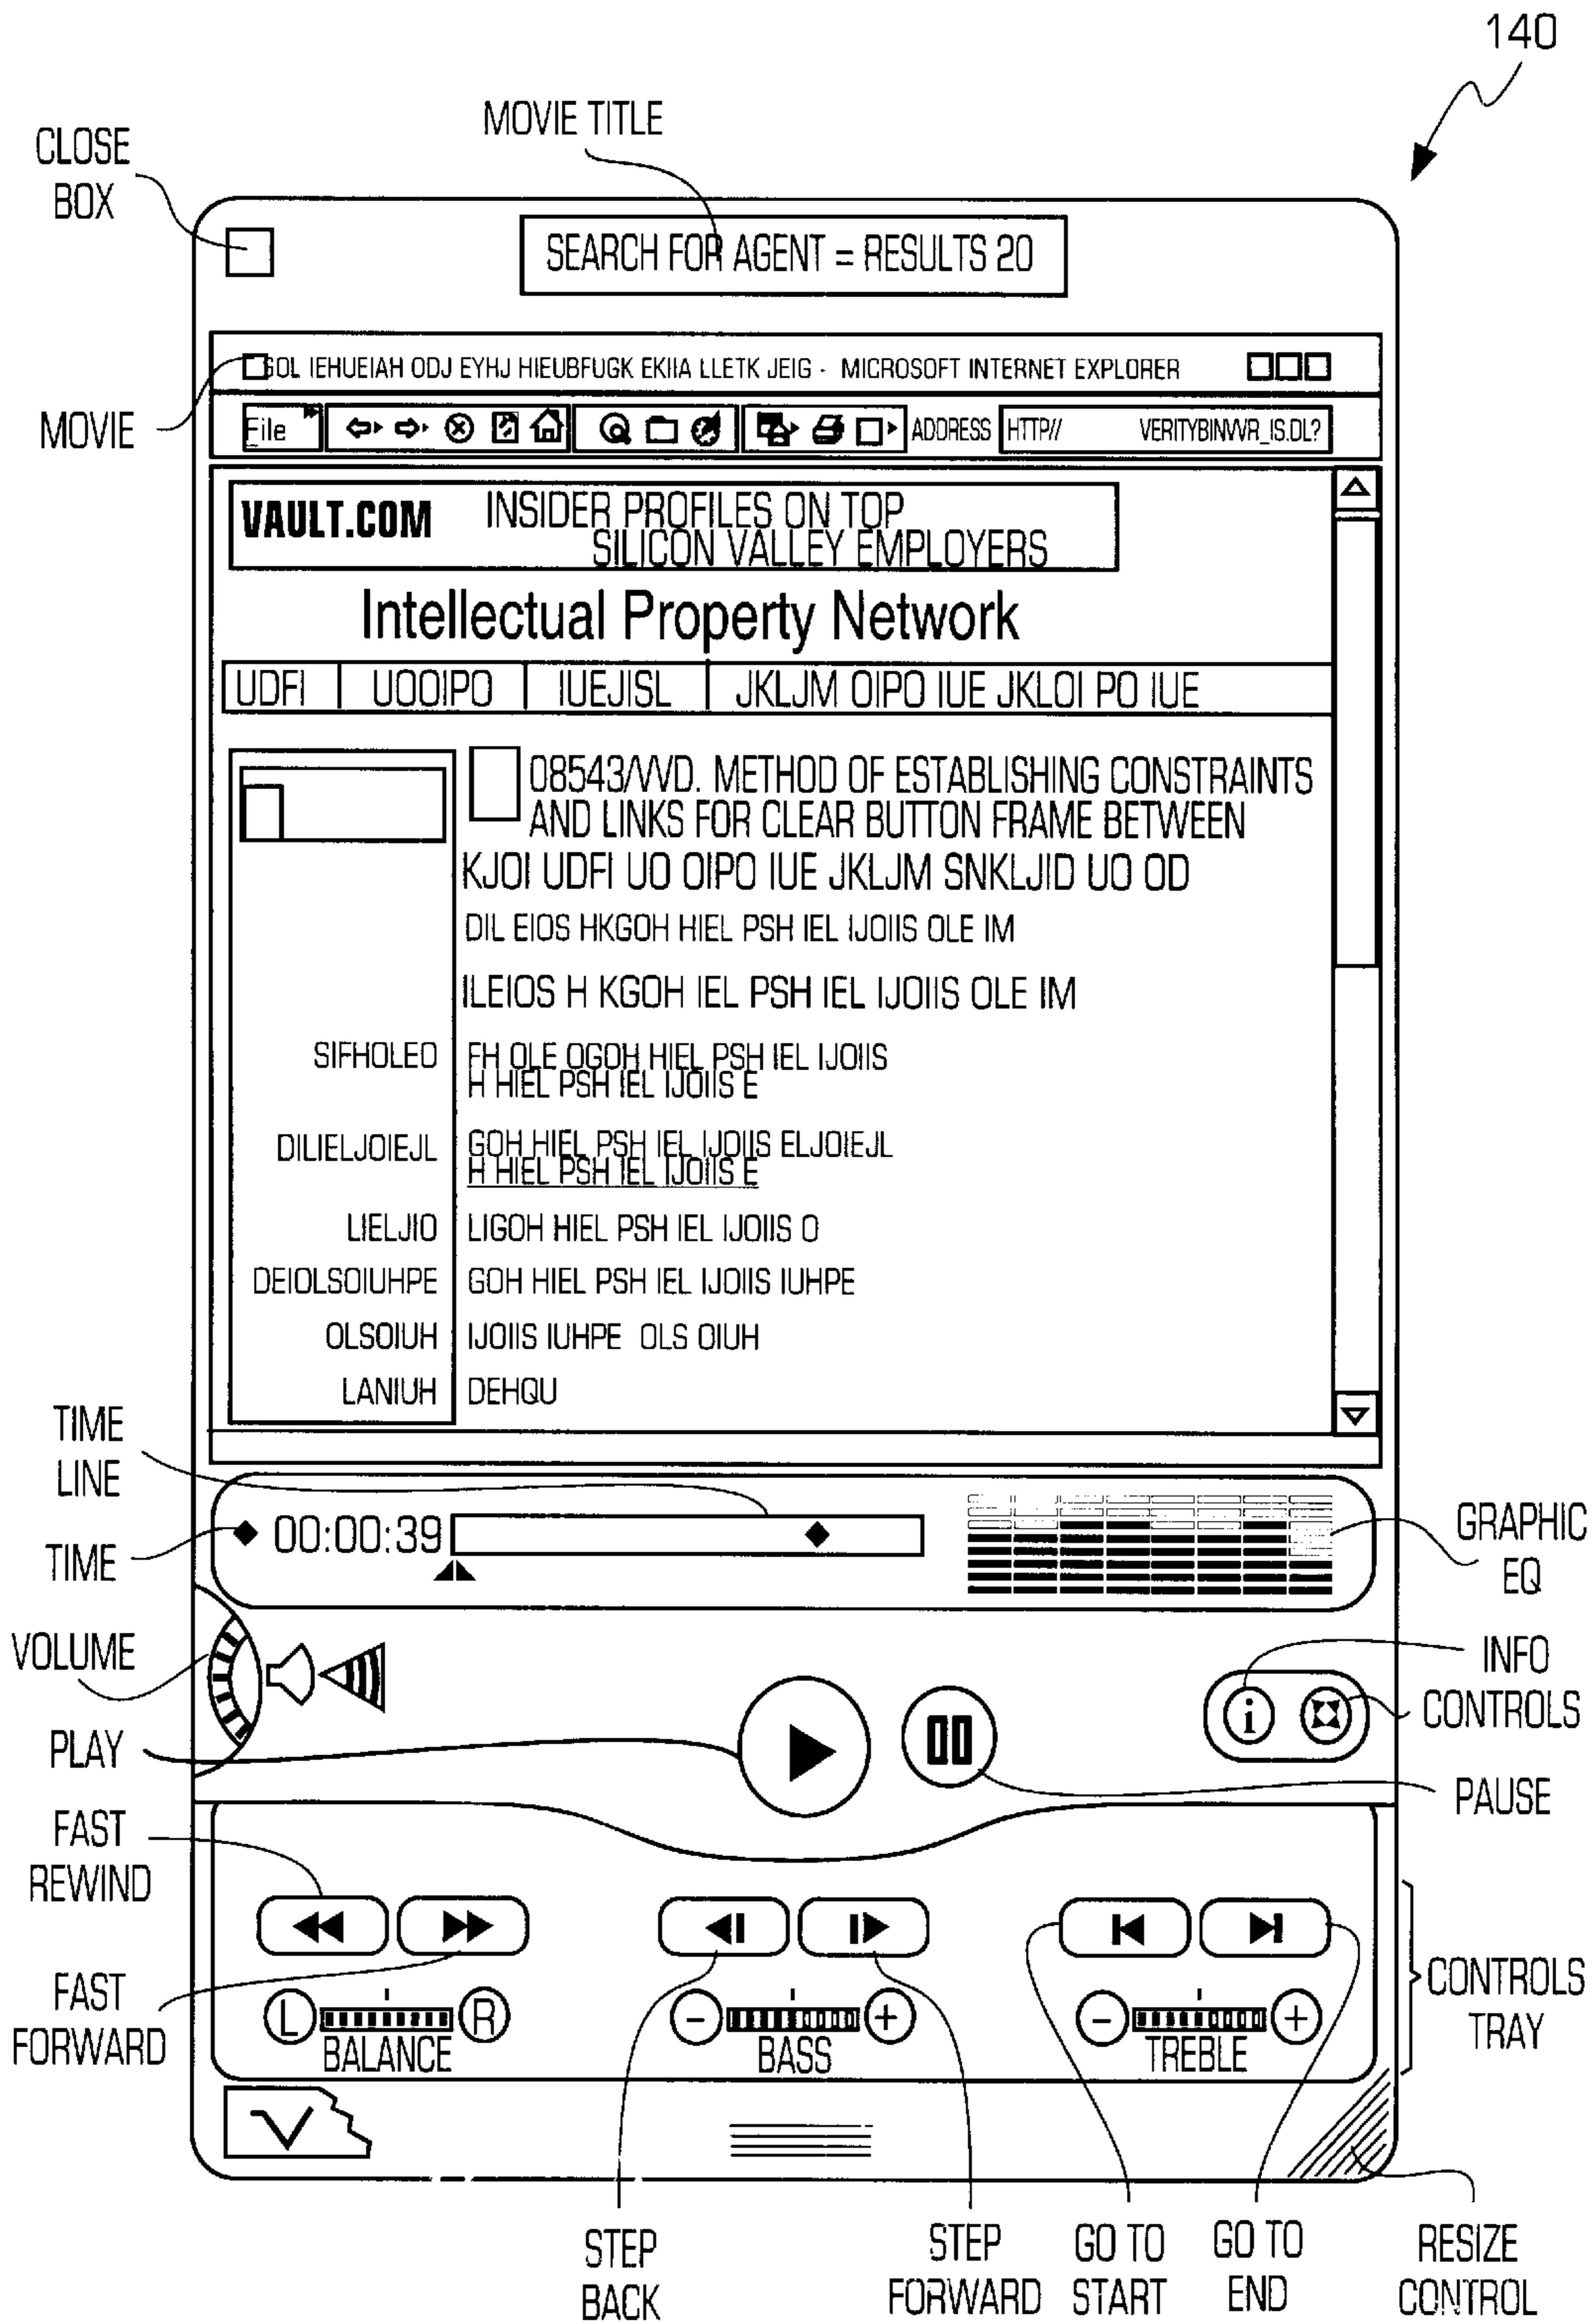 140
MOVIE TITLE
CLOSE
BOX
SEARCH FOR AGENT = RESULTS 20
MOVIE
GOL IEHUEIAH ODJ EYHJ HIEUBFUGK EKIIA LLETK JEIG - MICROSOFT INTERNET EXPLORER
File
ADDRESS HTTP// VERITYBINVVR_IS.DL?
VAULT.COM INSIDER PROFILES ON TOP
SILICON VALLEY EMPLOYERS
Intellectual Property Network
UDFI UOOIPO IUEJISL JKLJM OIPO IUE JKLOI PO IUE
08543/VVD. METHOD OF ESTABLISHING CONSTRAINTS
AND LINKS FOR CLEAR BUTTON FRAME BETWEEN
KJOI UDFI UO OIPO IUE JKLJM SNKLJID UO OD
DIL EIOS HKGOH HIEL PSH IEL IJOIIS OLE IM
ILEIOS H KGOH IEL PSH IEL IJOIIS OLE IM
SIFHOLEO FH OLE OGOH HIEL PSH IEL IJOIIS
H HIEL PSH IEL IJOIIS E
DILIELJOIEJL GOH HIEL PSH IEL IJOIIS ELJOIEJL
H HIEL PSH IEL IJOIIS E
LIELJIO LIGOH HIEL PSH IEL IJOIIS O
DEIOLSOIUHPE GOH HIEL PSH IEL IJOIIS IUHPE
OLSOIUH IJOIIS IUHPE OLS OIUH
LANIUH DEHQU
TIME
LINE
TIME
00:00:39
GRAPHIC
EQ
VOLUME
INFO
CONTROLS
i
PLAY
PAUSE
FAST
REWIND
FAST
FORWARD
L R
BALANCE
- +
BASS
- +
TREBLE
CONTROLS
TRAY
STEP
BACK
STEP
FORWARD
GO TO
START
GO TO
END
RESIZE
CONTROL